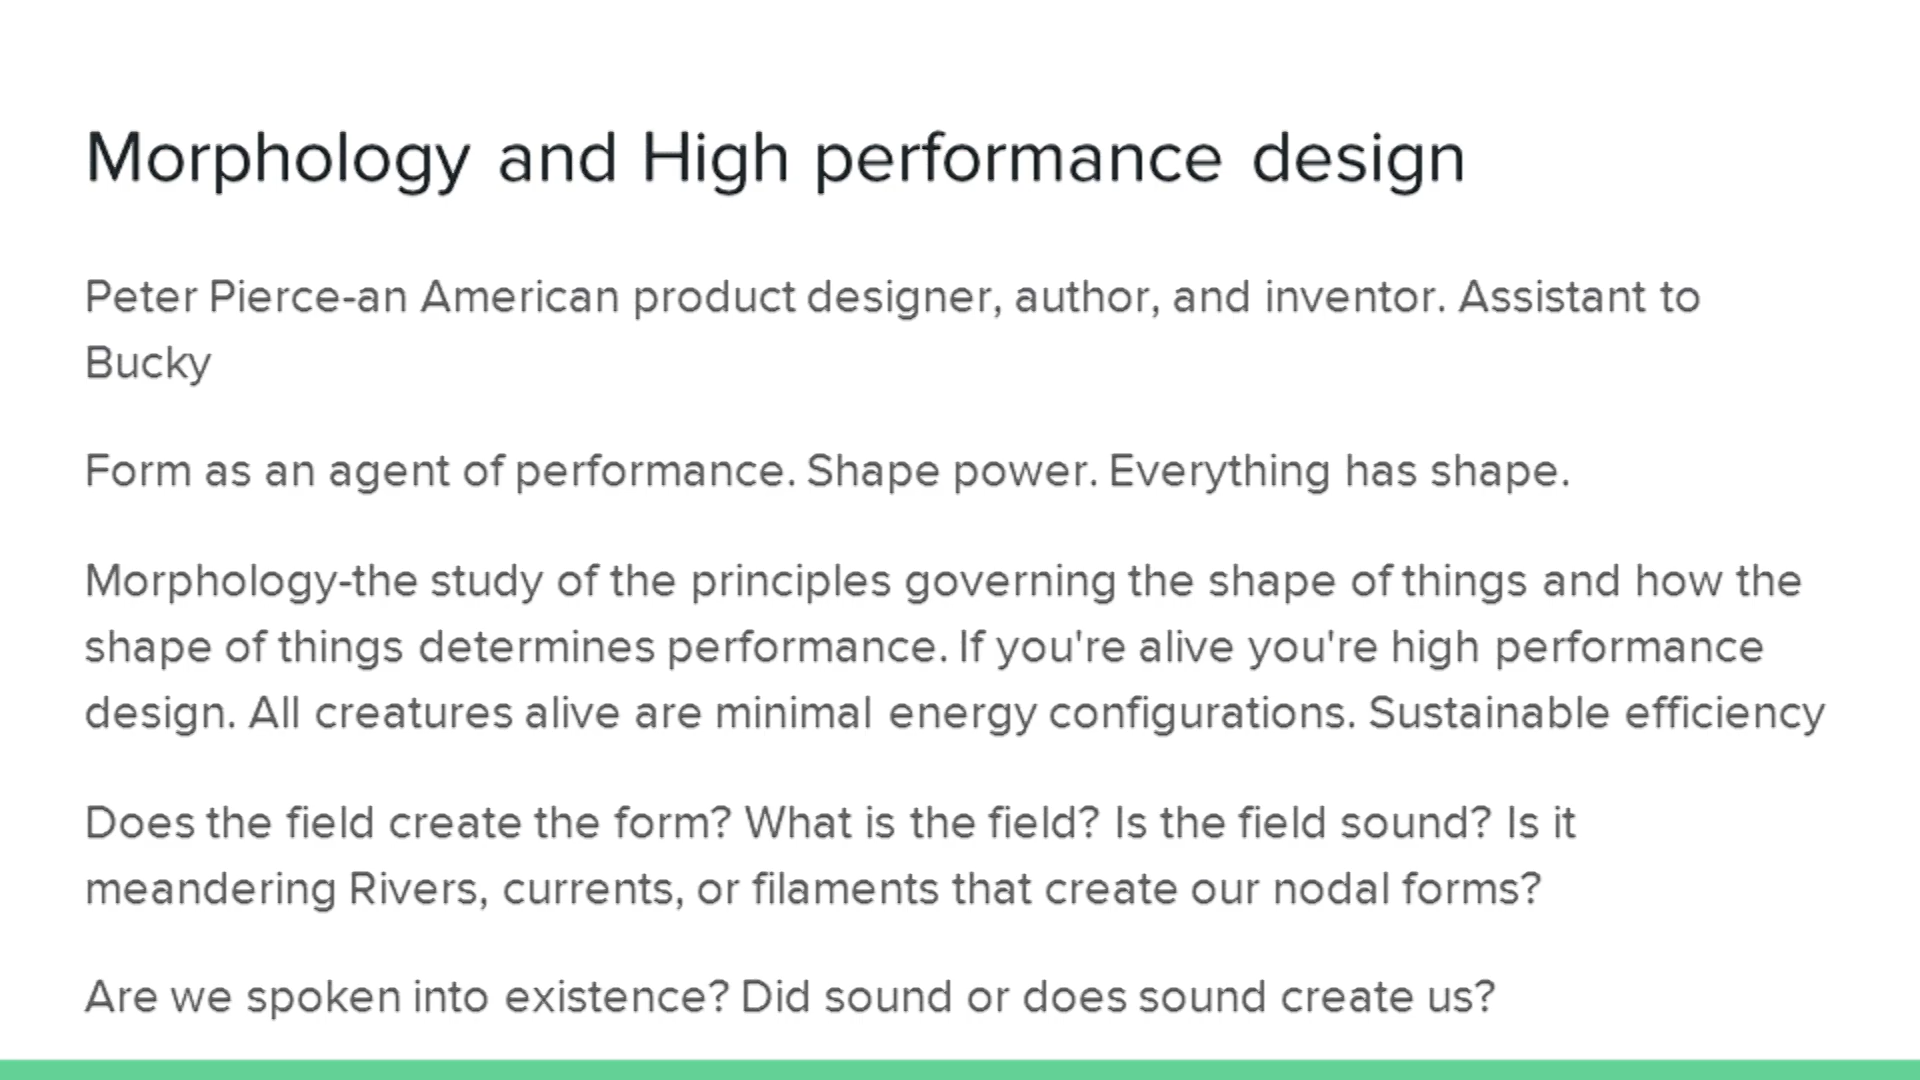 Morphology and High performance design
Peter Pierce-an American product designer, author, and inventor. Assistant to
Bucky
Form as an agent of performance. Shape power. Everything has shape.
Morphology-the study of the principles governing the shape of things and how the
shape of things determines performance. If you're alive you're high performance
design. All creatures alive are minimal energy configurations. Sustainable efficiency
Does the field create the form? What is the field? Is the field sound? Is it
meandering Rivers, currents, or filaments that create our nodal forms?
Are we spoken into existence? Did sound or does sound create us?